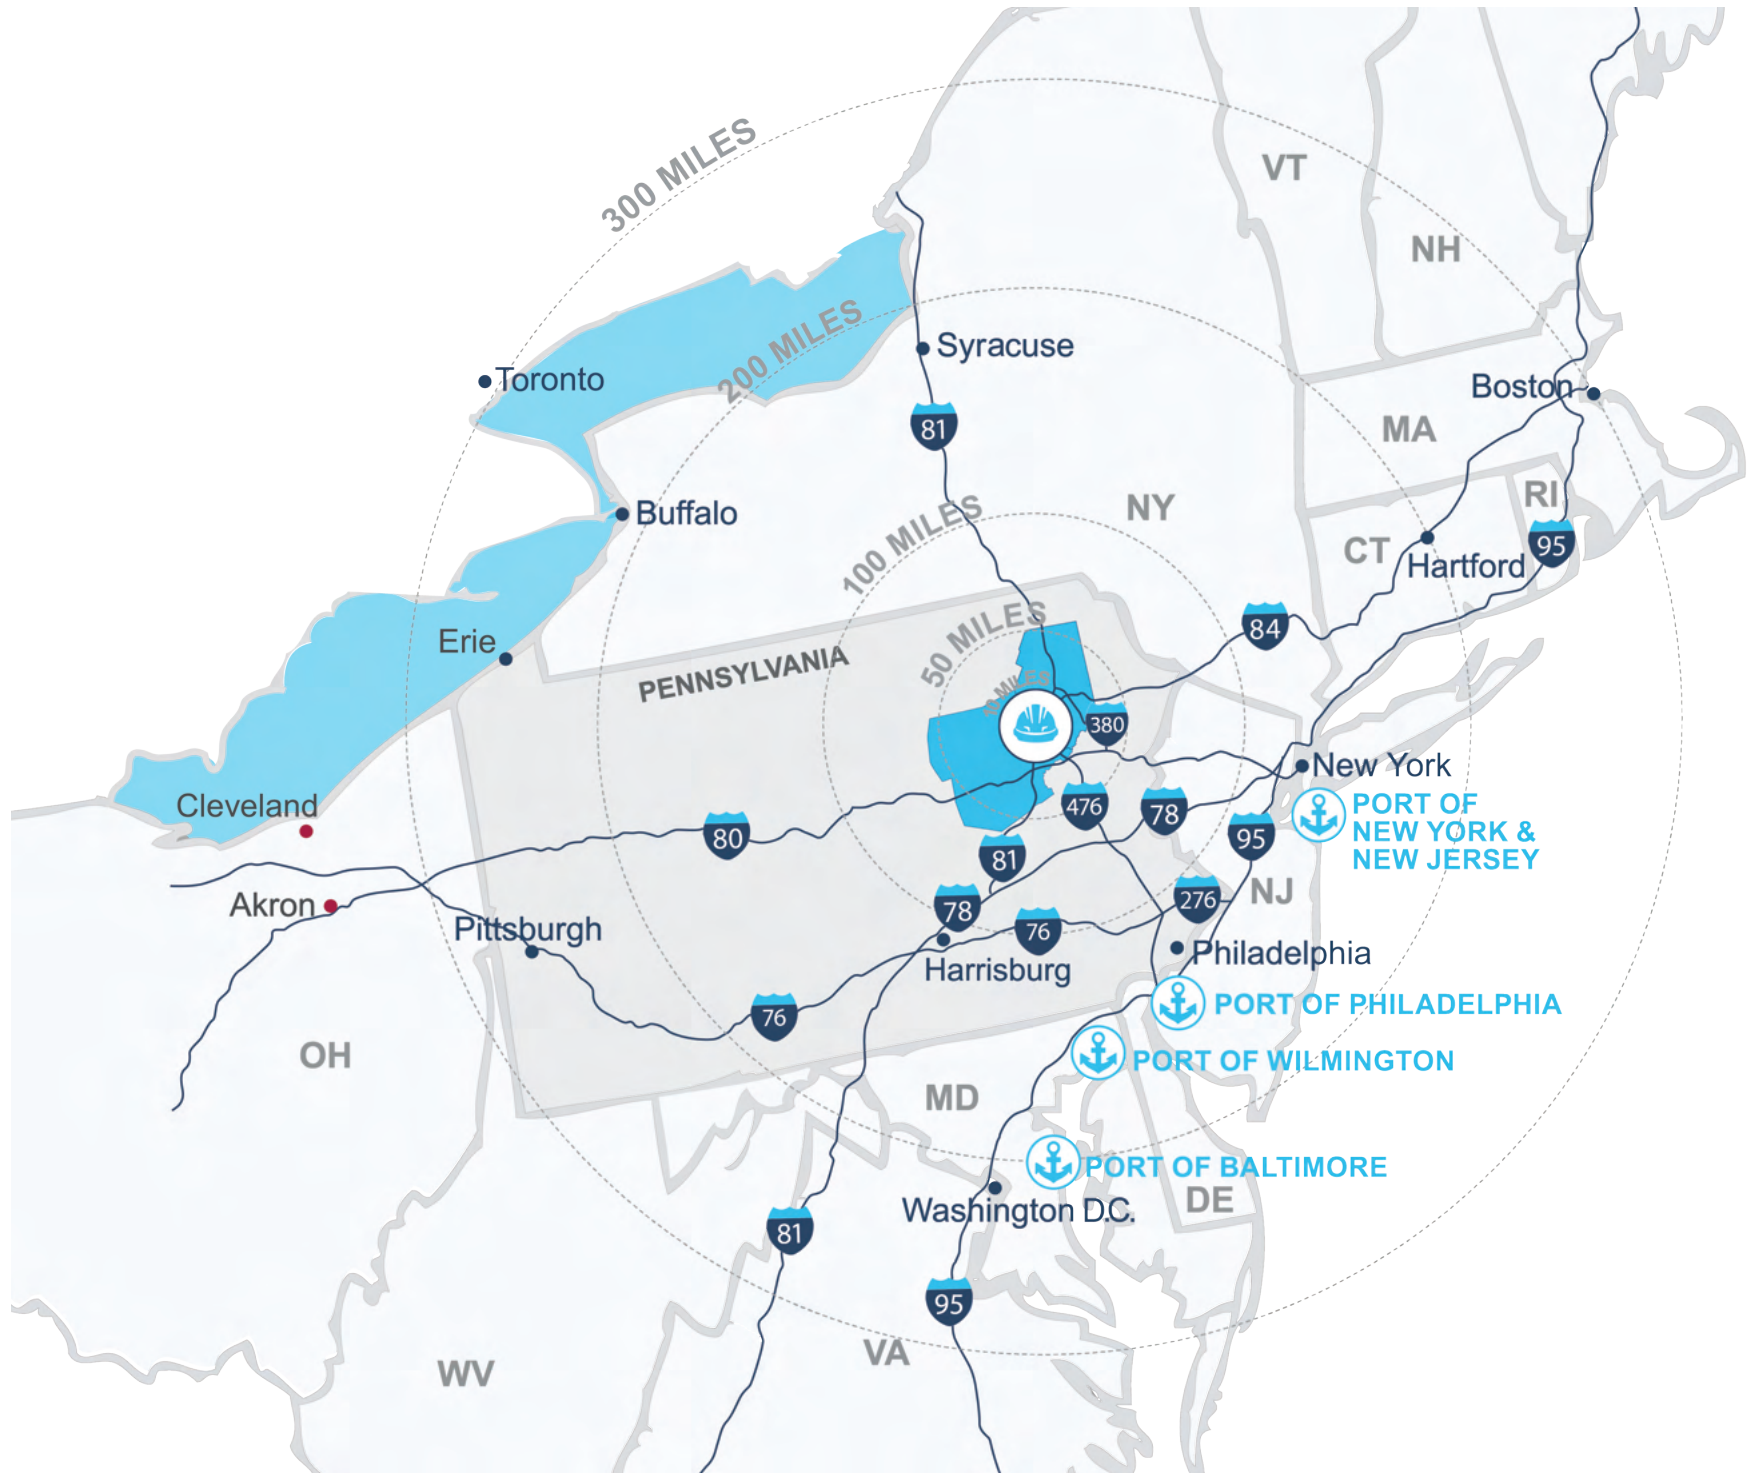 300 MILES
VT
NH
200 MILES
Syracuse
Toronto
Boston
81
MA
100 MILES
NY
RI
Buffalo
CT
95
Hartford
50 MILES
84
Erie
PENNSYLVANIA
MILES
380
New York
PORT OF
NEW YORK &
NEW JERSEY
Cleveland
476
78
80
95
81
Akron
78
276
NJ
Pittsburgh
76
Harrisburg
Philadelphia
PORT OF PHILADELPHIA
76
OH
PORT OF WILMINGTON
MD
PORT OF BALTIMORE
DE
Washington D.C.
81
95
VA
WV